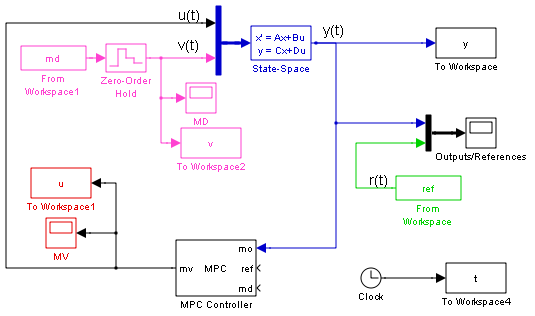 u(t)
v(t)
y(t)
md
From
Workspace1
Zero-Order
Hold
x' = Ax+Bu
y = Cx+Du
State-Space
y
To Workspace
MD
v
To Workspace2
Outputs/References
r(t)
ref
From
Workspace
u
To Workspace1
MV
mv
MPC
mo
ref
md
MPC Controller
Clock
t
To Workspace4